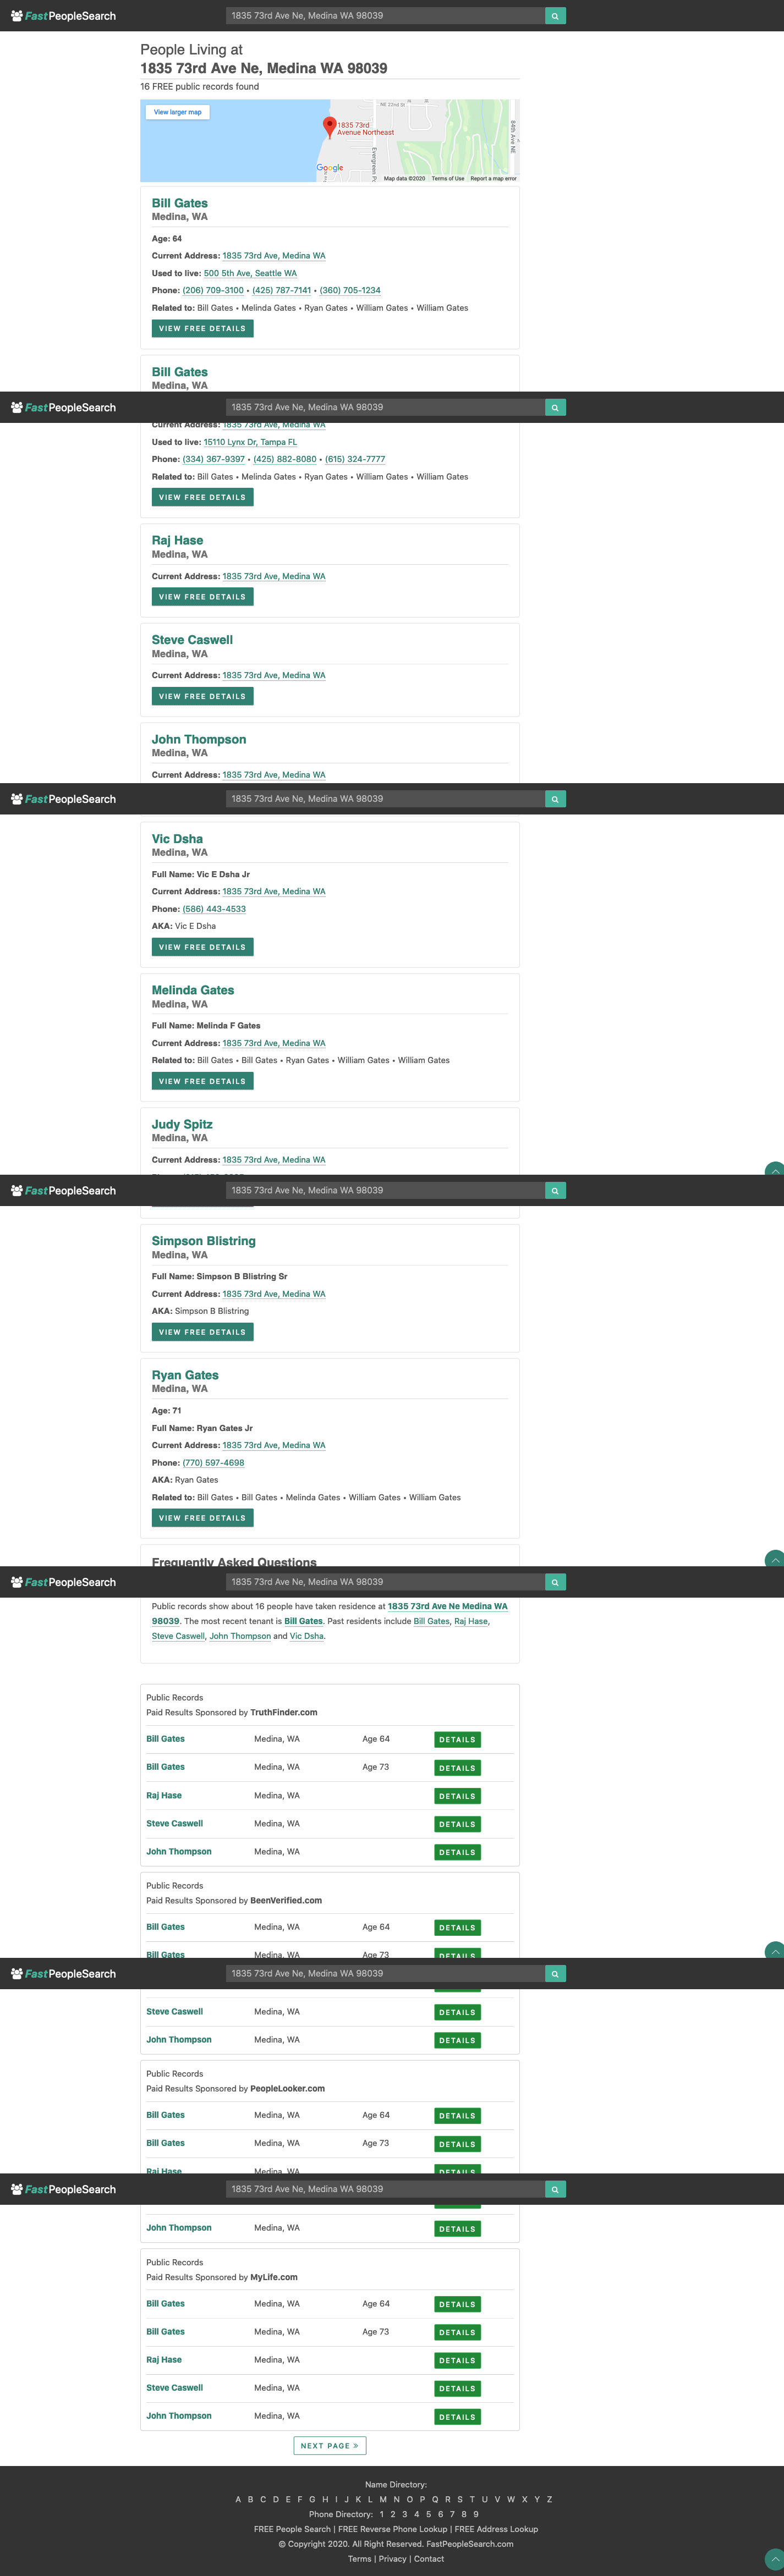 FastPeopleSearch
1835 73rd Ave Ne, Medina WA 98039
People Living at
1835 73rd Ave Ne, Medina WA 98039
16 FREE public records found
View larger map
NE 22nd St
84th Ave NE
1835 73rd
Avenue Northeast
Evergreen
Google
Map data ©2020 Terms of Use Report a map error
Bill Gates
Medina, WA
Age: 64
Current Address: 1835 73rd Ave, Medina WA
Used to live: 500 5th Ave, Seattle WA
Phone: (206) 709-3100 • (425) 787-7141 • (360) 705-1234
Related to: Bill Gates • Melinda Gates • Ryan Gates • William Gates • William Gates
VIEW FREE DETAILS
Bill Gates
Medina, WA
FastPeopleSearch
1835 73rd Ave Ne, Medina WA 98039
Current Address: 1835 73rd Ave, Medina WA
Used to live: 15110 Lynx Dr, Tampa FL
Phone: (334) 367-9397 • (425) 882-8080 • (615) 324-7777
Related to: Bill Gates • Melinda Gates • Ryan Gates • William Gates • William Gates
VIEW FREE DETAILS
Raj Hase
Medina, WA
Current Address: 1835 73rd Ave, Medina WA
VIEW FREE DETAILS
Steve Caswell
Medina, WA
Current Address: 1835 73rd Ave, Medina WA
VIEW FREE DETAILS
John Thompson
Medina, WA
Current Address: 1835 73rd Ave, Medina WA
FastPeopleSearch
1835 73rd Ave Ne, Medina WA 98039
Vic Dsha
Medina, WA
Full Name: Vic E Dsha Jr
Current Address: 1835 73rd Ave, Medina WA
Phone: (586) 443-4533
AKA: Vic E Dsha
VIEW FREE DETAILS
Melinda Gates
Medina, WA
Full Name: Melinda F Gates
Current Address: 1835 73rd Ave, Medina WA
Related to: Bill Gates • Bill Gates • Ryan Gates • William Gates • William Gates
VIEW FREE DETAILS
Judy Spitz
Medina, WA
Current Address: 1835 73rd Ave, Medina WA
FastPeopleSearch
1835 73rd Ave Ne, Medina WA 98039
Simpson Blistring
Medina, WA
Full Name: Simpson B Blistring Sr
Current Address: 1835 73rd Ave, Medina WA
AKA: Simpson B Blistring
VIEW FREE DETAILS
Ryan Gates
Medina, WA
Age: 71
Full Name: Ryan Gates Jr
Current Address: 1835 73rd Ave, Medina WA
Phone: (770) 597-4698
AKA: Ryan Gates
Related to: Bill Gates • Bill Gates • Melinda Gates • William Gates • William Gates
VIEW FREE DETAILS
Frequently Asked Questions
FastPeopleSearch
1835 73rd Ave Ne, Medina WA 98039
Public records show about 16 people have taken residence at 1835 73rd Ave Ne Medina WA
98039. The most recent tenant is Bill Gates. Past residents include Bill Gates, Raj Hase,
Steve Caswell, John Thompson and Vic Dsha.
Public Records
Paid Results Sponsored by TruthFinder.com
Bill Gates Medina, WA Age 64 DETAILS
Bill Gates Medina, WA Age 73 DETAILS
Raj Hase Medina, WA DETAILS
Steve Caswell Medina, WA DETAILS
John Thompson Medina, WA DETAILS
Public Records
Paid Results Sponsored by BeenVerified.com
Bill Gates Medina, WA Age 64 DETAILS
Bill Gates Medina, WA Age 73 DETAILS
FastPeopleSearch
1835 73rd Ave Ne, Medina WA 98039
Steve Caswell Medina, WA DETAILS
John Thompson Medina, WA DETAILS
Public Records
Paid Results Sponsored by PeopleLooker.com
Bill Gates Medina, WA Age 64 DETAILS
Bill Gates Medina, WA Age 73 DETAILS
Raj Hase Medina, WA DETAILS
FastPeopleSearch
1835 73rd Ave Ne, Medina WA 98039
John Thompson Medina, WA DETAILS
Public Records
Paid Results Sponsored by MyLife.com
Bill Gates Medina, WA Age 64 DETAILS
Bill Gates Medina, WA Age 73 DETAILS
Raj Hase Medina, WA DETAILS
Steve Caswell Medina, WA DETAILS
John Thompson Medina, WA DETAILS
NEXT PAGE »
Name Directory:
A B C D E F G H I J K L M N O P Q R S T U V W X Y Z
Phone Directory: 1 2 3 4 5 6 7 8 9
FREE People Search | FREE Reverse Phone Lookup | FREE Address Lookup
© Copyright 2020. All Right Reserved. FastPeopleSearch.com
Terms | Privacy | Contact